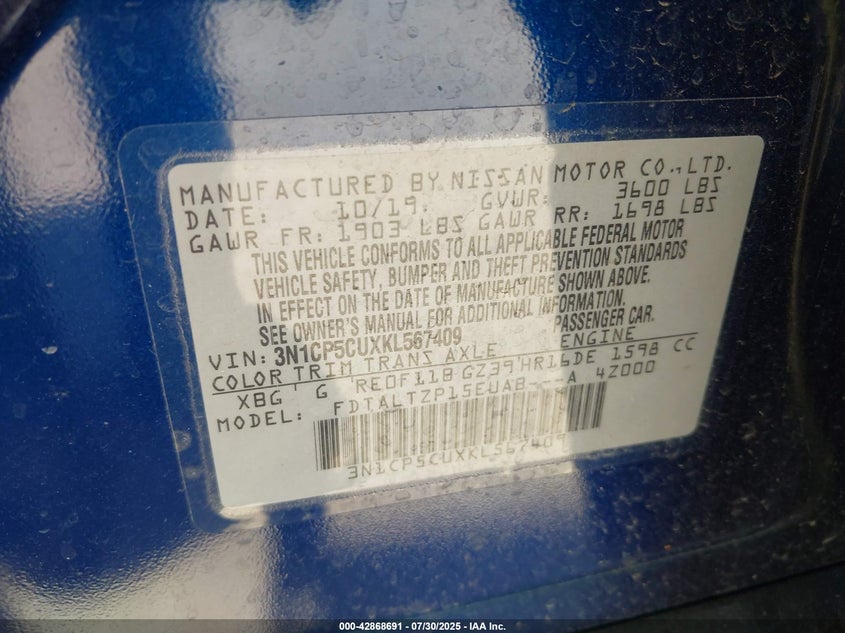 MANUFACTURED BY NISSAN MOTOR CO., LTD.
DATE: 10/19 GVWR: 3600 LBS
GAWR FR: 1903 LBS GAWR RR: 1698 LBS
THIS VEHICLE CONFORMS TO ALL APPLICABLE FEDERAL MOTOR
VEHICLE SAFETY, BUMPER AND THEFT PREVENTION STANDARDS
IN EFFECT ON THE DATE OF MANUFACTURE SHOWN ABOVE.
SEE OWNER'S MANUAL FOR ADDITIONAL INFORMATION.
VIN: 3N1CP5CUXKL567409 PASSENGER CAR.
COLOR TRIM TRANS AXLE ENGINE
XBG' G 'RE0F11B GZ39'HR16DE 1598 CC
MODEL: FDTALTZP15EUAB---A 4Z000
3N1CP5CUXKL567409
000-42868691 - 07/30/2025 - IAA Inc.